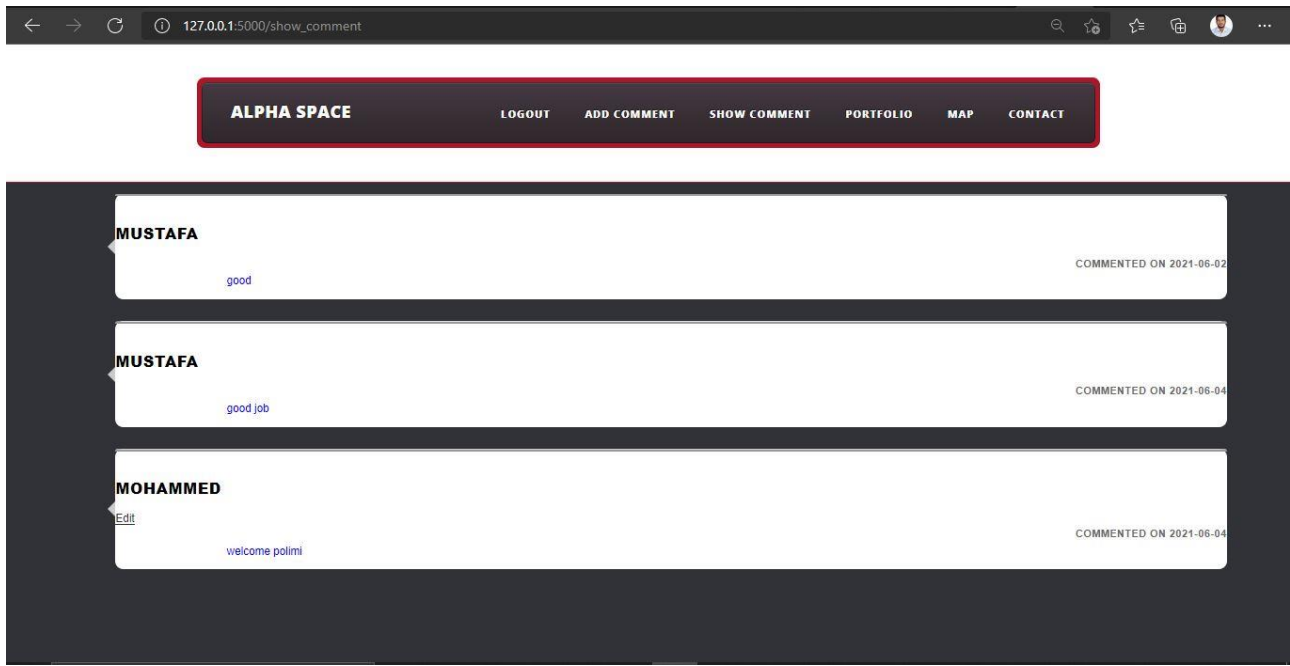 127.0.0.1:5000/show_comment
ALPHA SPACE LOGOUT ADD COMMENT SHOW COMMENT PORTFOLIO MAP CONTACT
MUSTAFA
COMMENTED ON 2021-06-02
good
MUSTAFA
COMMENTED ON 2021-06-04
good job
MOHAMMED
Edit
COMMENTED ON 2021-06-04
welcome polimi